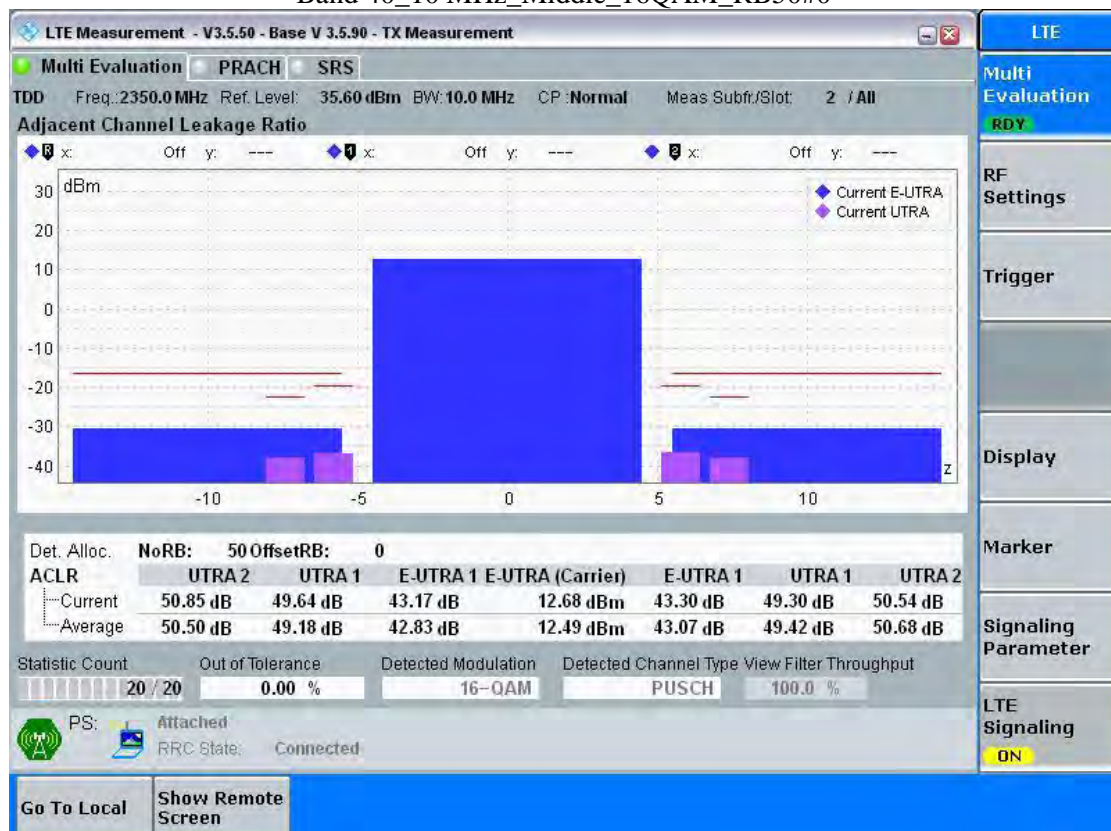 Band 40_10 MHz_Middle_16QAM_RB50#0
LTE Measurement - V3.5.50 - Base V 3.5.90 - TX Measurement
Multi Evaluation PRACH SRS
TDD Freq.:2350.0 MHz Ref. Level: 35.60 dBm BW:10.0 MHz CP :Normal Meas Subfr./Slot: 2 / All
Adjacent Channel Leakage Ratio
R x: Off y: --- 1 x: Off y: --- 2 x: Off y: ---
dBm
Current E-UTRA
Current UTRA
30
20
10
0
-10
-20
-30
-40
z
-10 -5 0 5 10
Det. Alloc. NoRB: 50 OffsetRB: 0
ACLR UTRA 2 UTRA 1 E-UTRA 1 E-UTRA (Carrier) E-UTRA 1 UTRA 1 UTRA 2
Current 50.85 dB 49.64 dB 43.17 dB 12.68 dBm 43.30 dB 49.30 dB 50.54 dB
Average 50.50 dB 49.18 dB 42.83 dB 12.49 dBm 43.07 dB 49.42 dB 50.68 dB
Statistic Count Out of Tolerance Detected Modulation Detected Channel Type View Filter Throughput
20 / 20 0.00 % 16-QAM PUSCH 100.0 %
PS: Attached
RRC State: Connected
Go To Local
Show Remote
Screen
LTE
Multi
Evaluation
RDY
RF
Settings
Trigger
Display
Marker
Signaling
Parameter
LTE
Signaling
ON